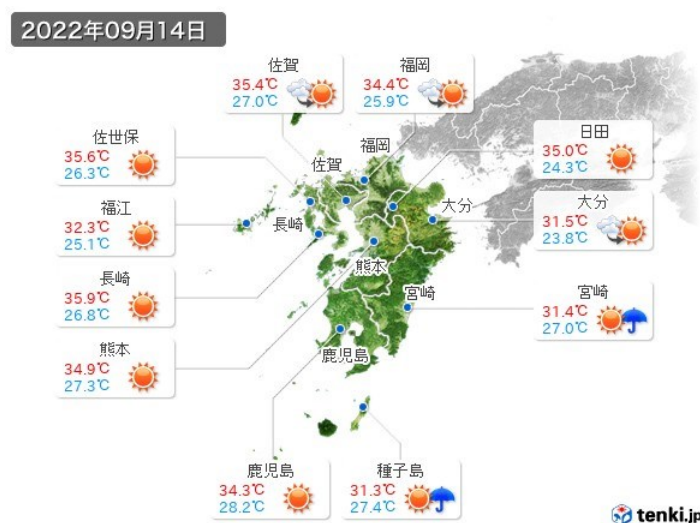 2022年09月14日
佐賀
35.4℃
27.0℃
福岡
34.4℃
25.9℃
佐世保
35.6℃
26.3℃
日田
35.0℃
24.3℃
福江
32.3℃
25.1℃
大分
31.5℃
23.8℃
長崎
35.9℃
26.8℃
宮崎
31.4℃
27.0℃
熊本
34.9℃
27.3℃
福岡
佐賀
大分
長崎
熊本
宮崎
鹿児島
鹿児島
34.3℃
28.2℃
種子島
31.3℃
27.4℃
tenki.jp